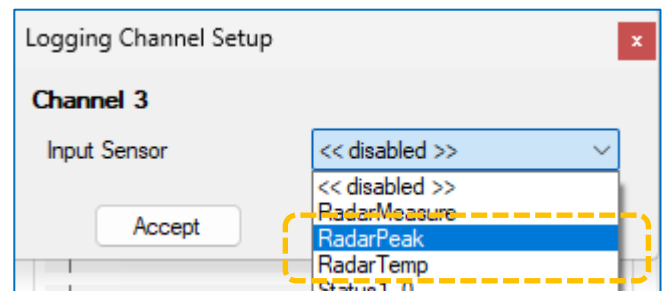 Logging Channel Setup
x
Channel 3
Input Sensor
<< disabled >>
<< disabled >>
RadarMeasure
Accept
RadarPeak
RadarTemp